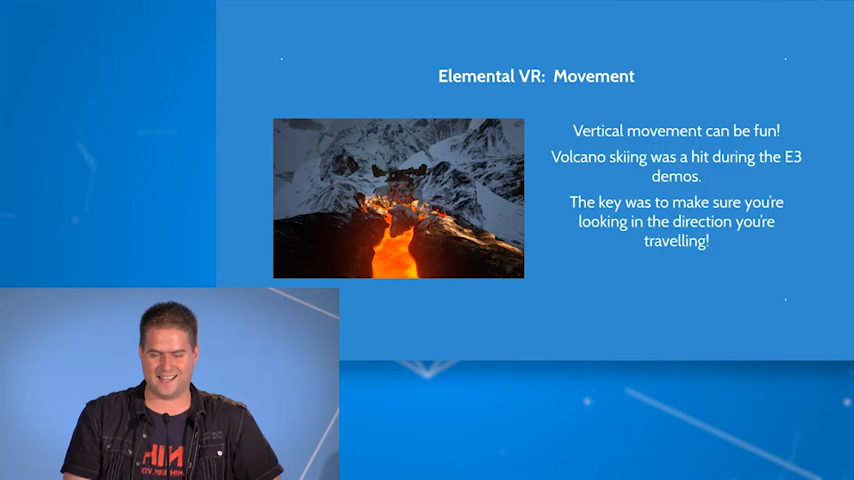 Elemental VR: Movement
Vertical movement can be fun!
Volcano skiing was a hit during the E3
demos.
The key was to make sure you're
looking in the direction you're
travelling!